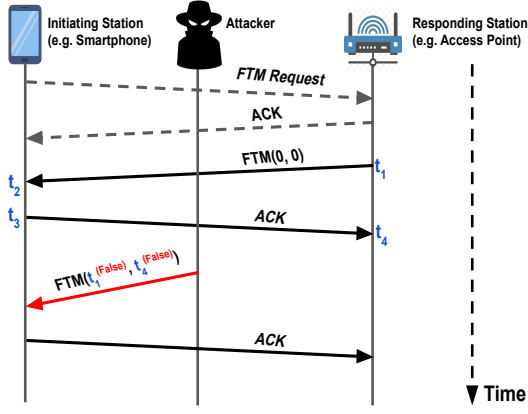 Initiating Station
(e.g. Smartphone)
Attacker
Responding Station
(e.g. Access Point)
FTM Request
ACK
FTM(0, 0)
t1
t2
t3
ACK
t4
FTM(t1(False), t4(False))
ACK
Time